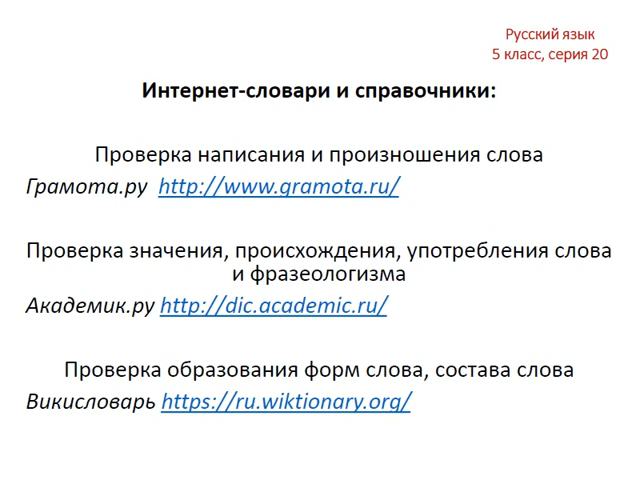 Русский язык
5 класс, серия 20
Интернет-словари и справочники:
Проверка написания и произношения слова
Грамота.ру http://www.gramota.ru/
Проверка значения, происхождения, употребления слова
и фразеологизма
Академик.ру http://dic.academic.ru/
Проверка образования форм слова, состава слова
Викисловарь https://ru.wiktionary.org/